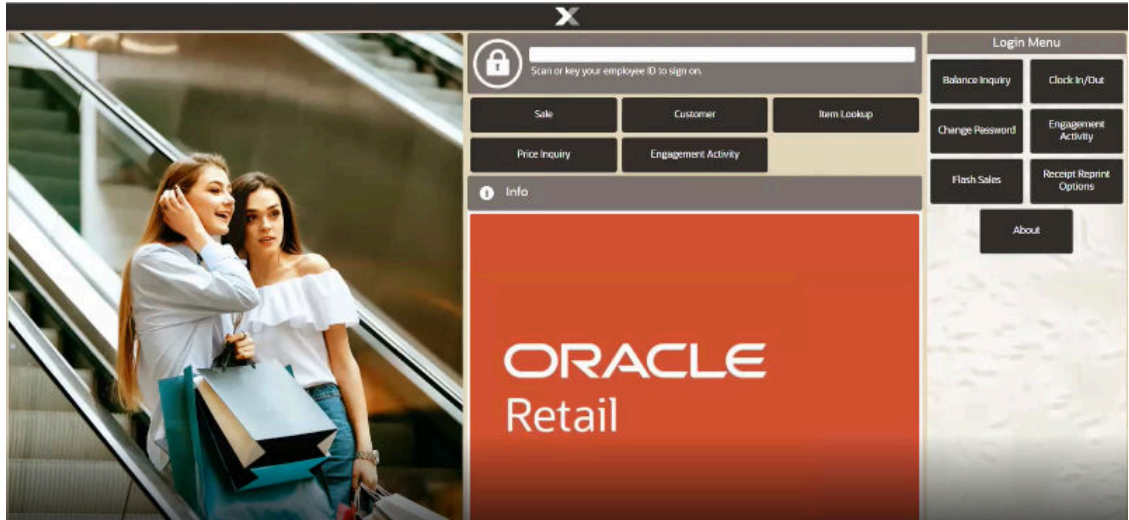 X
Scan or key your employee ID to sign on.
Sale
Customer
Item Lookup
Price Inquiry
Engagement Activity
Info
ORACLE
Retail
Login Menu
Balance Inquiry
Clock In/Out
Change Password
Engagement
Activity
Flash Sales
Receipt Reprint
Options
About